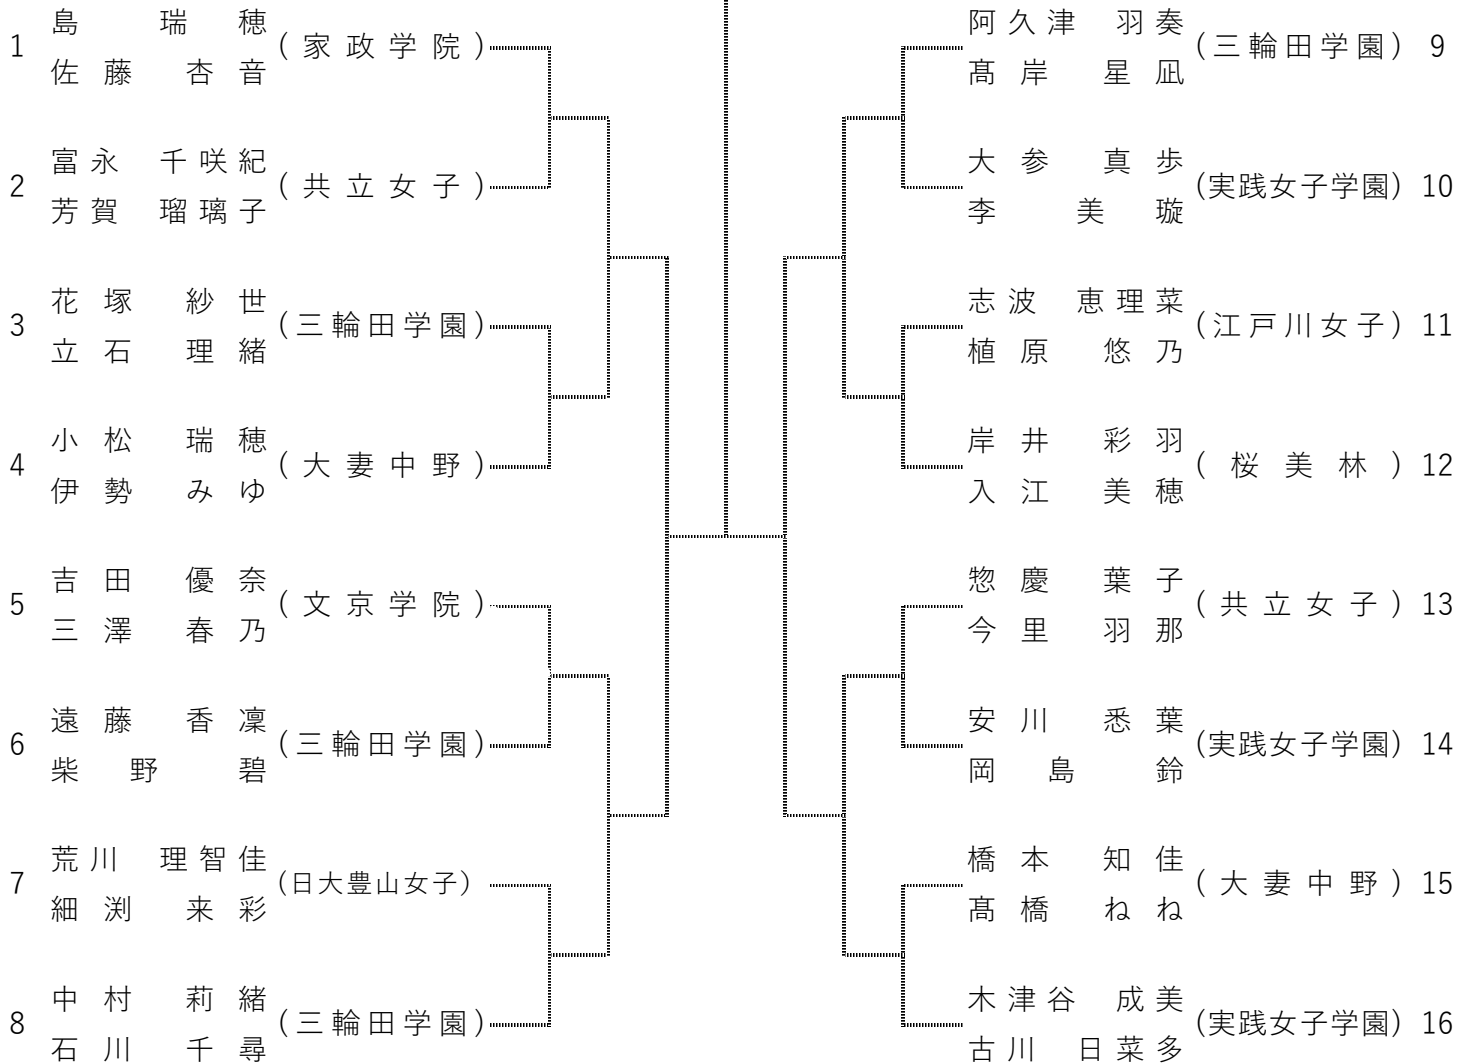 1 島 瑞穂 (家政学院)
佐藤 杏音
2 富永 千咲紀 (共立女子)
芳賀 瑠璃子
3 花塚 紗世 (三輪田学園)
立石 理緒
4 小松 瑞穂 (大妻中野)
伊勢 みゆ
5 吉田 優奈 (文京学院)
三澤 春乃
6 遠藤 香凜 (三輪田学園)
柴野 碧
7 荒川 理智佳 (日大豊山女子)
細渕 来彩
8 中村 莉緒 (三輪田学園)
石川 千尋
阿久津 羽奏 (三輪田学園) 9
髙岸 星凪
大参 真歩 (実践女子学園) 10
李 美璇
志波 恵理菜 (江戸川女子) 11
植原 悠乃
岸井 彩羽 (桜美林) 12
入江 美穂
惣慶 葉子 (共立女子) 13
今里 羽那
安川 悉葉 (実践女子学園) 14
岡島 鈴
橋本 知佳 (大妻中野) 15
髙橋 ねね
木津谷 成美 (実践女子学園) 16
古川 日菜多